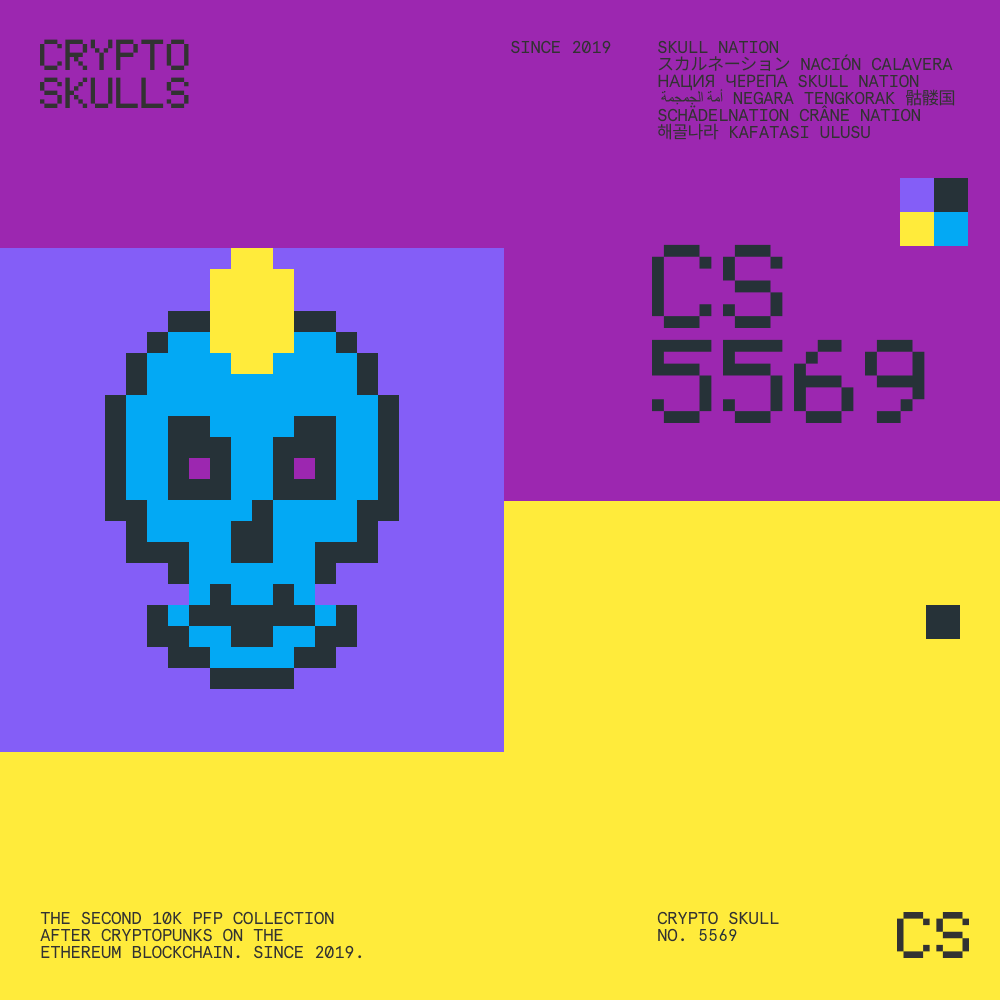 CRYPTO
SKULLS
SINCE 2019
SKULL NATION
スカルネーション NACIÓN CALAVERA
НАЦИЯ ЧЕРЕПА SKULL NATION
أمة الجمجمة NEGARA TENGKORAK 骷髅国
SCHÄDELNATION CRÂNE NATION
해골나라 KAFATASI ULUSU
CS
5569
THE SECOND 10K PFP COLLECTION
AFTER CRYPTOPUNKS ON THE
ETHEREUM BLOCKCHAIN. SINCE 2019.
CRYPTO SKULL
NO. 5569
CS